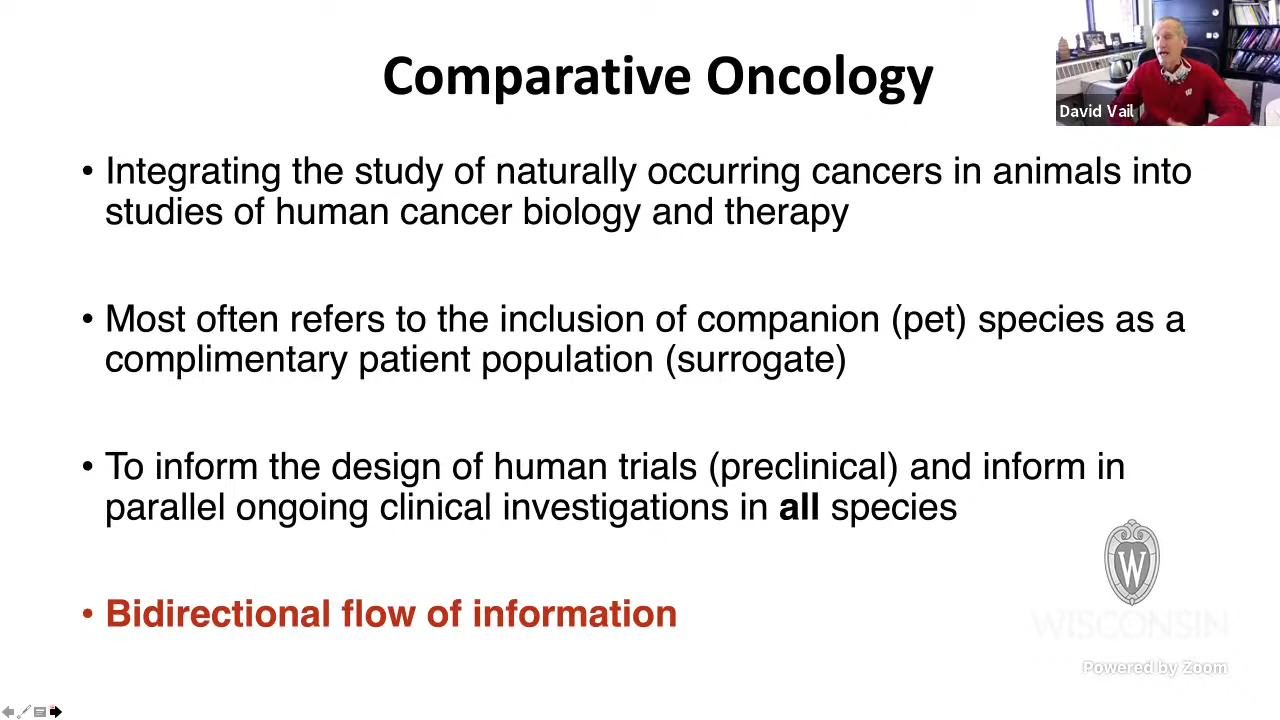 Comparative Oncology
David Vail
• Integrating the study of naturally occurring cancers in animals into
studies of human cancer biology and therapy
• Most often refers to the inclusion of companion (pet) species as a
complimentary patient population (surrogate)
• To inform the design of human trials (preclinical) and inform in
parallel ongoing clinical investigations in all species
• Bidirectional flow of information
W
WISCONSIN
Powered by Zoom